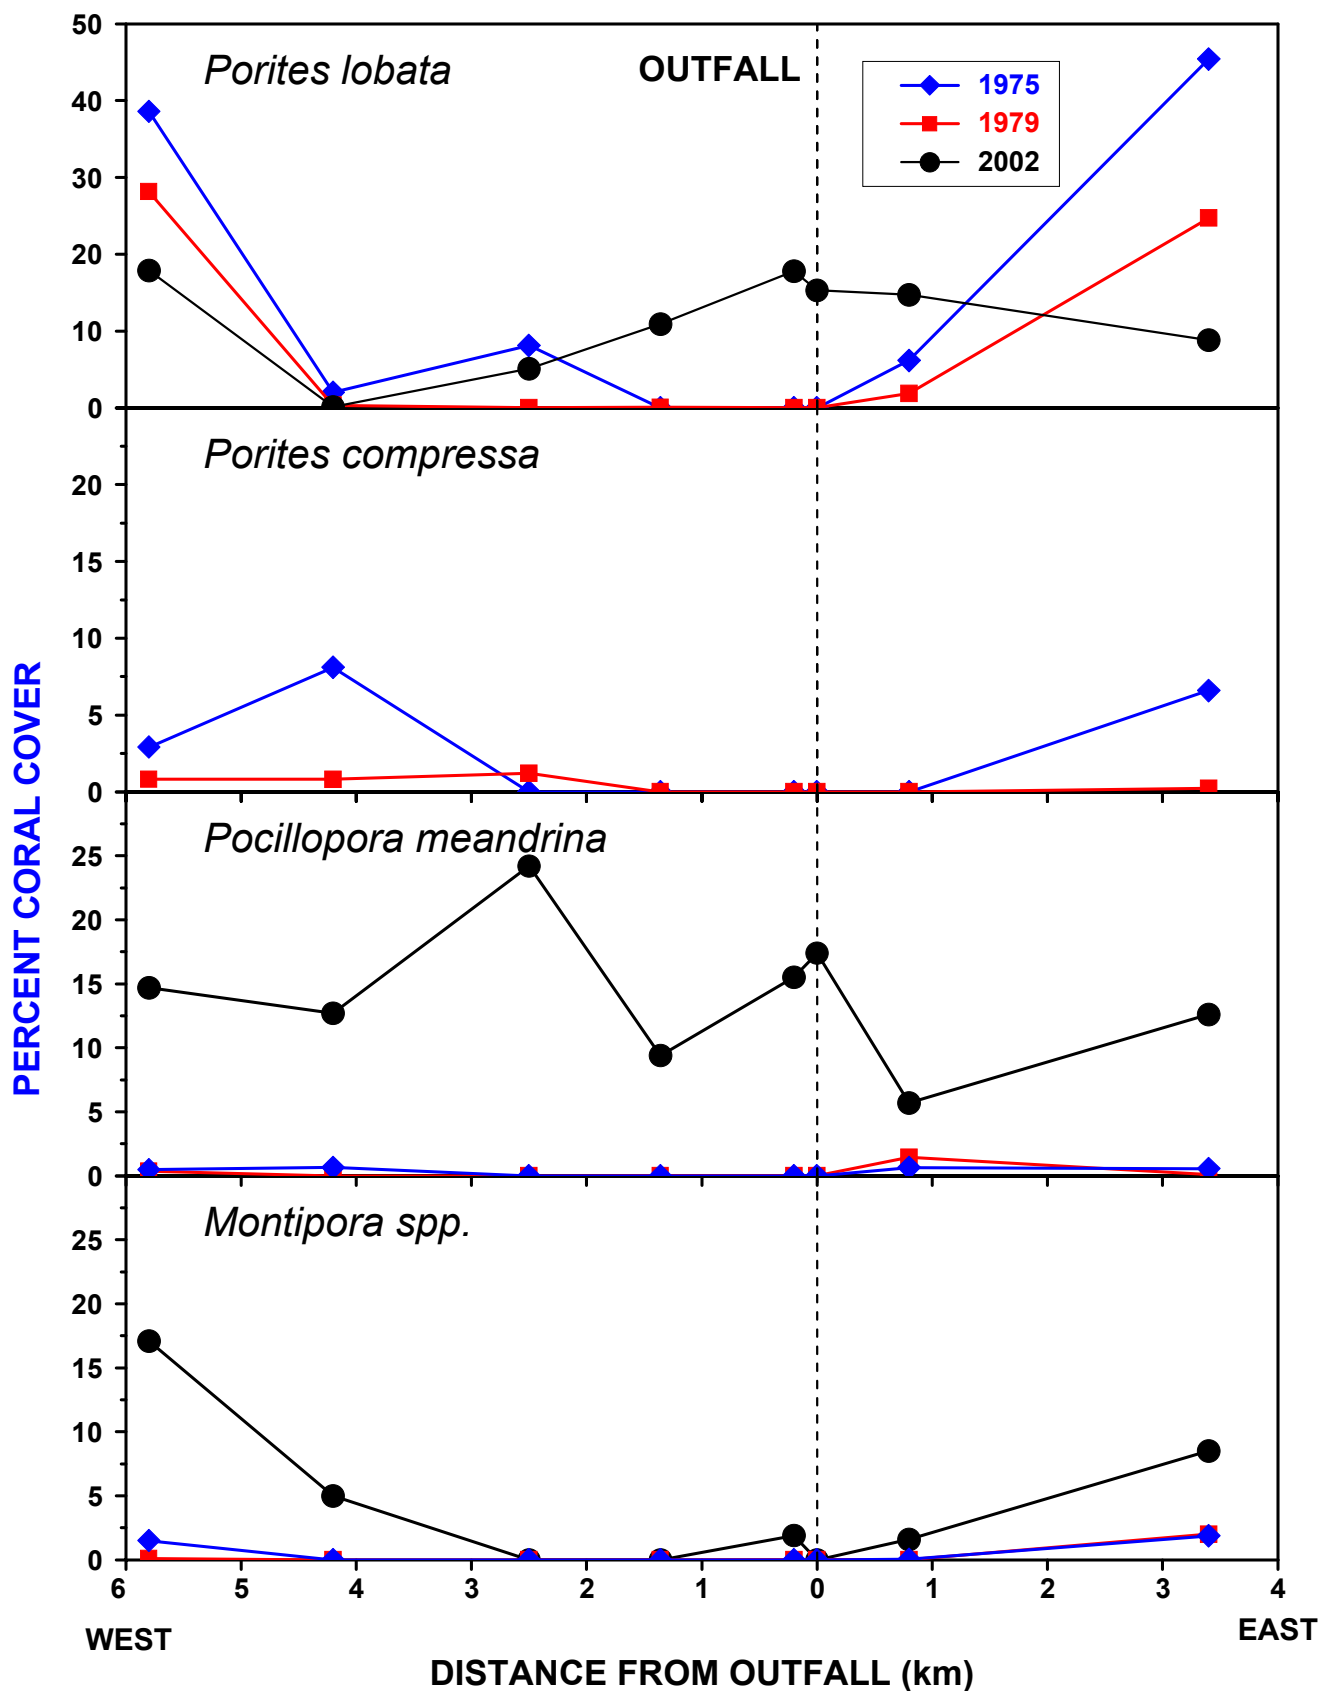 50
40
30
20
10
0
Porites lobata
OUTFALL
1975
1979
2002
20
15
10
5
0
Porites compressa
25
20
15
10
5
0
Pocillopora meandrina
25
20
15
10
5
0
Montipora spp.
PERCENT CORAL COVER
6 5 4 3 2 1 0 1 2 3 4
WEST
EAST
DISTANCE FROM OUTFALL (km)